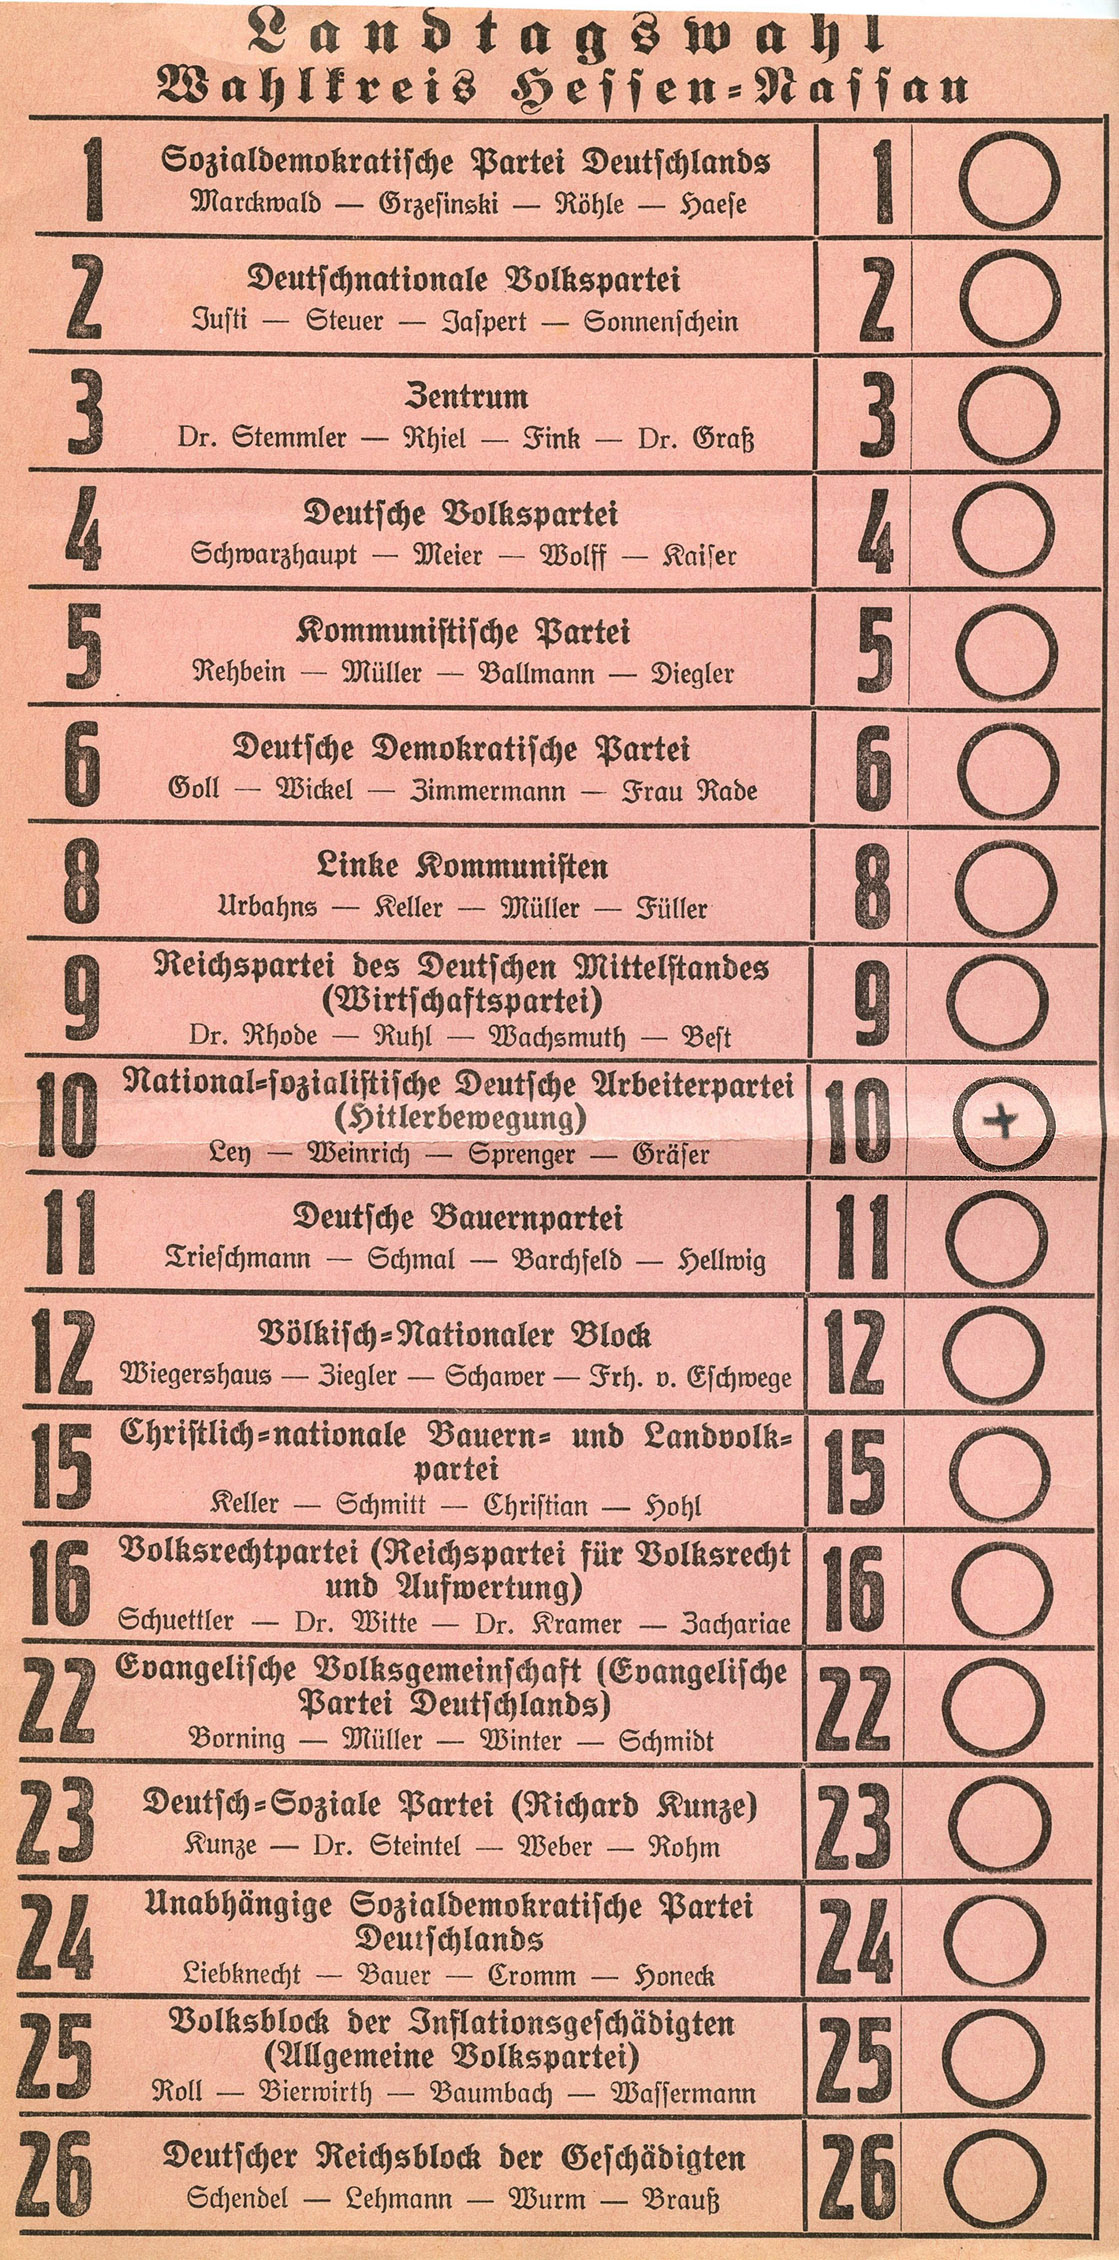 Landtagswahl
Wahlkreis Hessen-Nassau
1 Sozialdemokratische Partei Deutschlands 1
Marckwald — Grzesinski — Röhle — Haese
2 Deutschnationale Volkspartei 2
Justi — Steuer — Jaspert — Sonnenschein
3 Zentrum 3
Dr. Stemmler — Rhiel — Fink — Dr. Graß
4 Deutsche Volkspartei 4
Schwarzhaupt — Meier — Wolff — Kaiser
5 Kommunistische Partei 5
Rehbein — Müller — Ballmann — Diegler
6 Deutsche Demokratische Partei 6
Goll — Wickel — Zimmermann — Frau Rade
8 Linke Kommunisten 8
Urbahns — Keller — Müller — Füller
9 Reichspartei des Deutschen Mittelstandes 9
(Wirtschaftspartei)
Dr. Rhode — Ruhl — Wachsmuth — Best
10 National-sozialistische Deutsche Arbeiterpartei 10
(Hitlerbewegung)
Ley — Weinrich — Sprenger — Gräser
11 Deutsche Bauernpartei 11
Trieschmann — Schmal — Barchfeld — Hellwig
12 Völkisch-Nationaler Block 12
Wiegershaus — Ziegler — Schawer — Frh. v. Eschwege
15 Christlich-nationale Bauern- und Landvolk- 15
partei
Keller — Schmitt — Christian — Hohl
16 Volksrechtpartei (Reichspartei für Volksrecht 16
und Aufwertung)
Schuettler — Dr. Witte — Dr. Kramer — Zachariae
22 Evangelische Volksgemeinschaft (Evangelische 22
Partei Deutschlands)
Borning — Müller — Winter — Schmidt
23 Deutsch-Soziale Partei (Richard Kunze) 23
Kunze — Dr. Steintel — Weber — Rohm
24 Unabhängige Sozialdemokratische Partei 24
Deutschlands
Liebknecht — Bauer — Cromm — Honeck
25 Volksblock der Inflationsgeschädigten 25
(Allgemeine Volkspartei)
Roll — Bierwirth — Baumbach — Wassermann
26 Deutscher Reichsblock der Geschädigten 26
Schendel — Lehmann — Wurm — Brauß